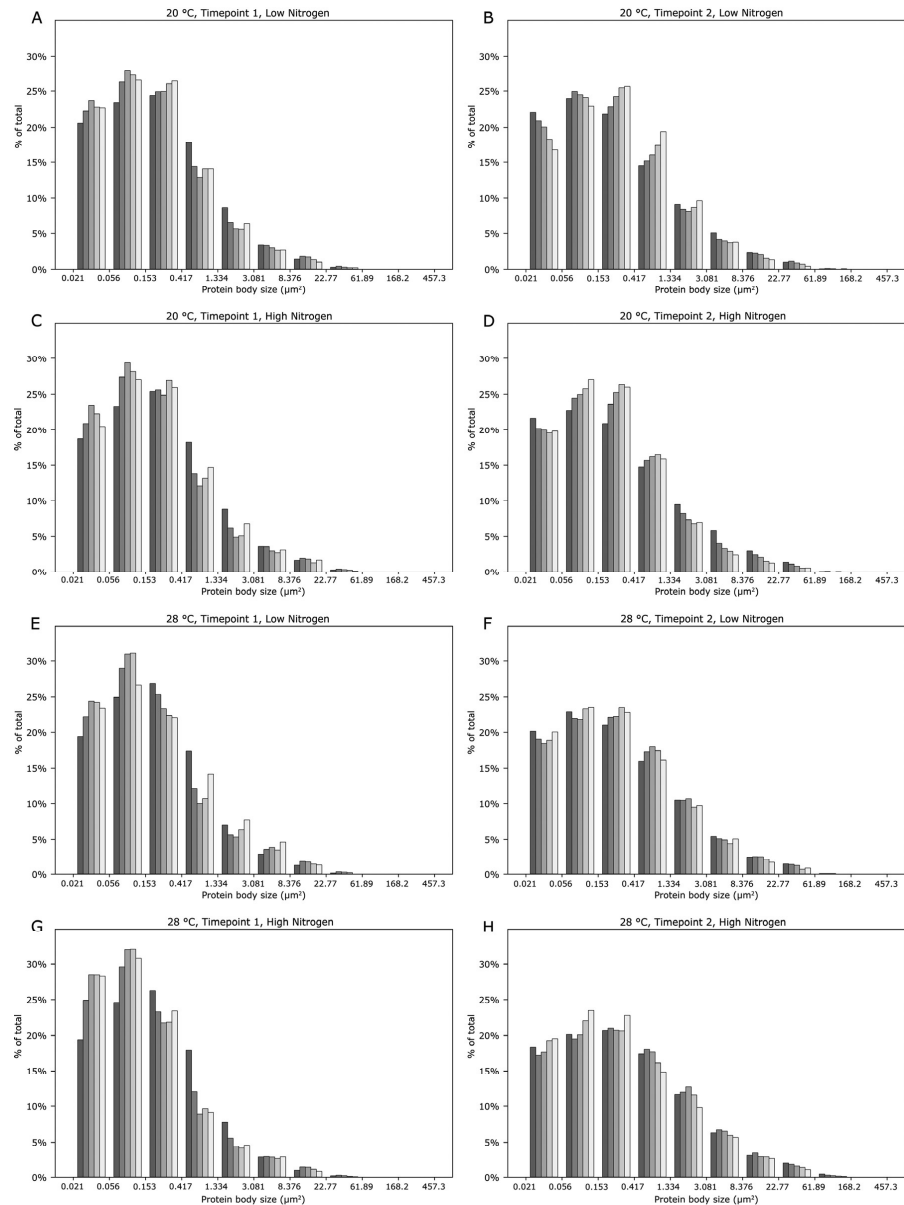 A
20 °C, Timepoint 1, Low Nitrogen
% of total
30%
25%
20%
15%
10%
5%
0%
0.021 0.056 0.153 0.417 1.334 3.081 8.376 22.77 61.89 168.2 457.3
Protein body size (µm²)
B
20 °C, Timepoint 2, Low Nitrogen
% of total
30%
25%
20%
15%
10%
5%
0%
0.021 0.056 0.153 0.417 1.334 3.081 8.376 22.77 61.89 168.2 457.3
Protein body size (µm²)
C
20 °C, Timepoint 1, High Nitrogen
% of total
30%
25%
20%
15%
10%
5%
0%
0.021 0.056 0.153 0.417 1.334 3.081 8.376 22.77 61.89 168.2 457.3
Protein body size (µm²)
D
20 °C, Timepoint 2, High Nitrogen
% of total
30%
25%
20%
15%
10%
5%
0%
0.021 0.056 0.153 0.417 1.334 3.081 8.376 22.77 61.89 168.2 457.3
Protein body size (µm²)
E
28 °C, Timepoint 1, Low Nitrogen
% of total
30%
25%
20%
15%
10%
5%
0%
0.021 0.056 0.153 0.417 1.334 3.081 8.376 22.77 61.89 168.2 457.3
Protein body size (µm²)
F
28 °C, Timepoint 2, Low Nitrogen
% of total
30%
25%
20%
15%
10%
5%
0%
0.021 0.056 0.153 0.417 1.334 3.081 8.376 22.77 61.89 168.2 457.3
Protein body size (µm²)
G
28 °C, Timepoint 1, High Nitrogen
% of total
30%
25%
20%
15%
10%
5%
0%
0.021 0.056 0.153 0.417 1.334 3.081 8.376 22.77 61.89 168.2 457.3
Protein body size (µm²)
H
28 °C, Timepoint 2, High Nitrogen
% of total
30%
25%
20%
15%
10%
5%
0%
0.021 0.056 0.153 0.417 1.334 3.081 8.376 22.77 61.89 168.2 457.3
Protein body size (µm²)